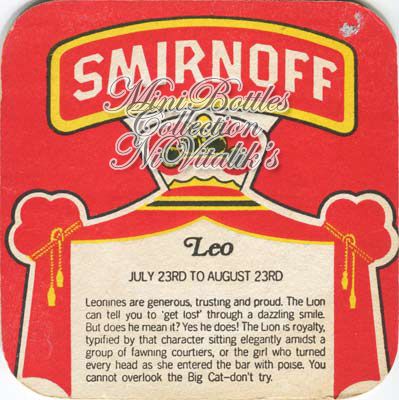 SMIRNOFF
Mini Bottles
Collection
NiVitalik's
Leo
JULY 23RD TO AUGUST 23RD
Leonines are generous, trusting and proud. The Lion
can tell you to 'get lost' through a dazzling smile.
But does he mean it? Yes he does! The Lion is royalty,
typified by that character sitting elegantly amidst a
group of fawning courtiers, or the girl who turned
every head as she entered the bar with poise. You
cannot overlook the Big Cat–don't try.